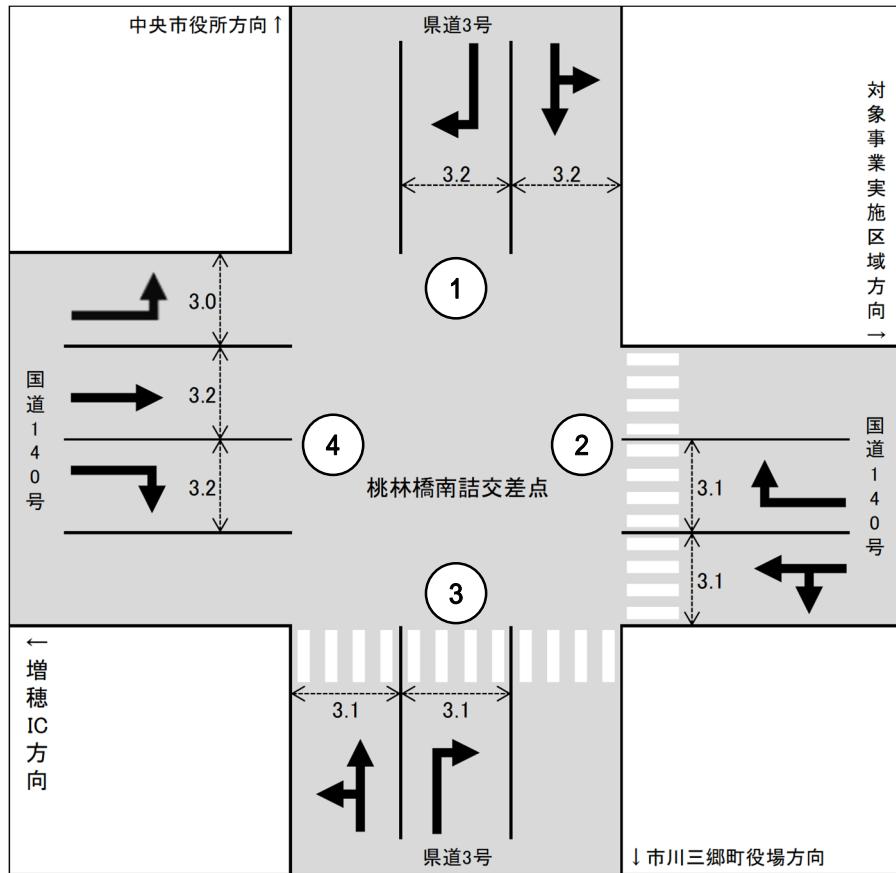 中央市役所方向↑
県道3号
対象事業実施区域方向→
3.2
3.2
1
3.0
国道140号
3.2
4
2
国道140号
3.2
桃林橋南詰交差点
3.1
3.1
3
←増穂IC方向
3.1
3.1
県道3号
↓市川三郷町役場方向